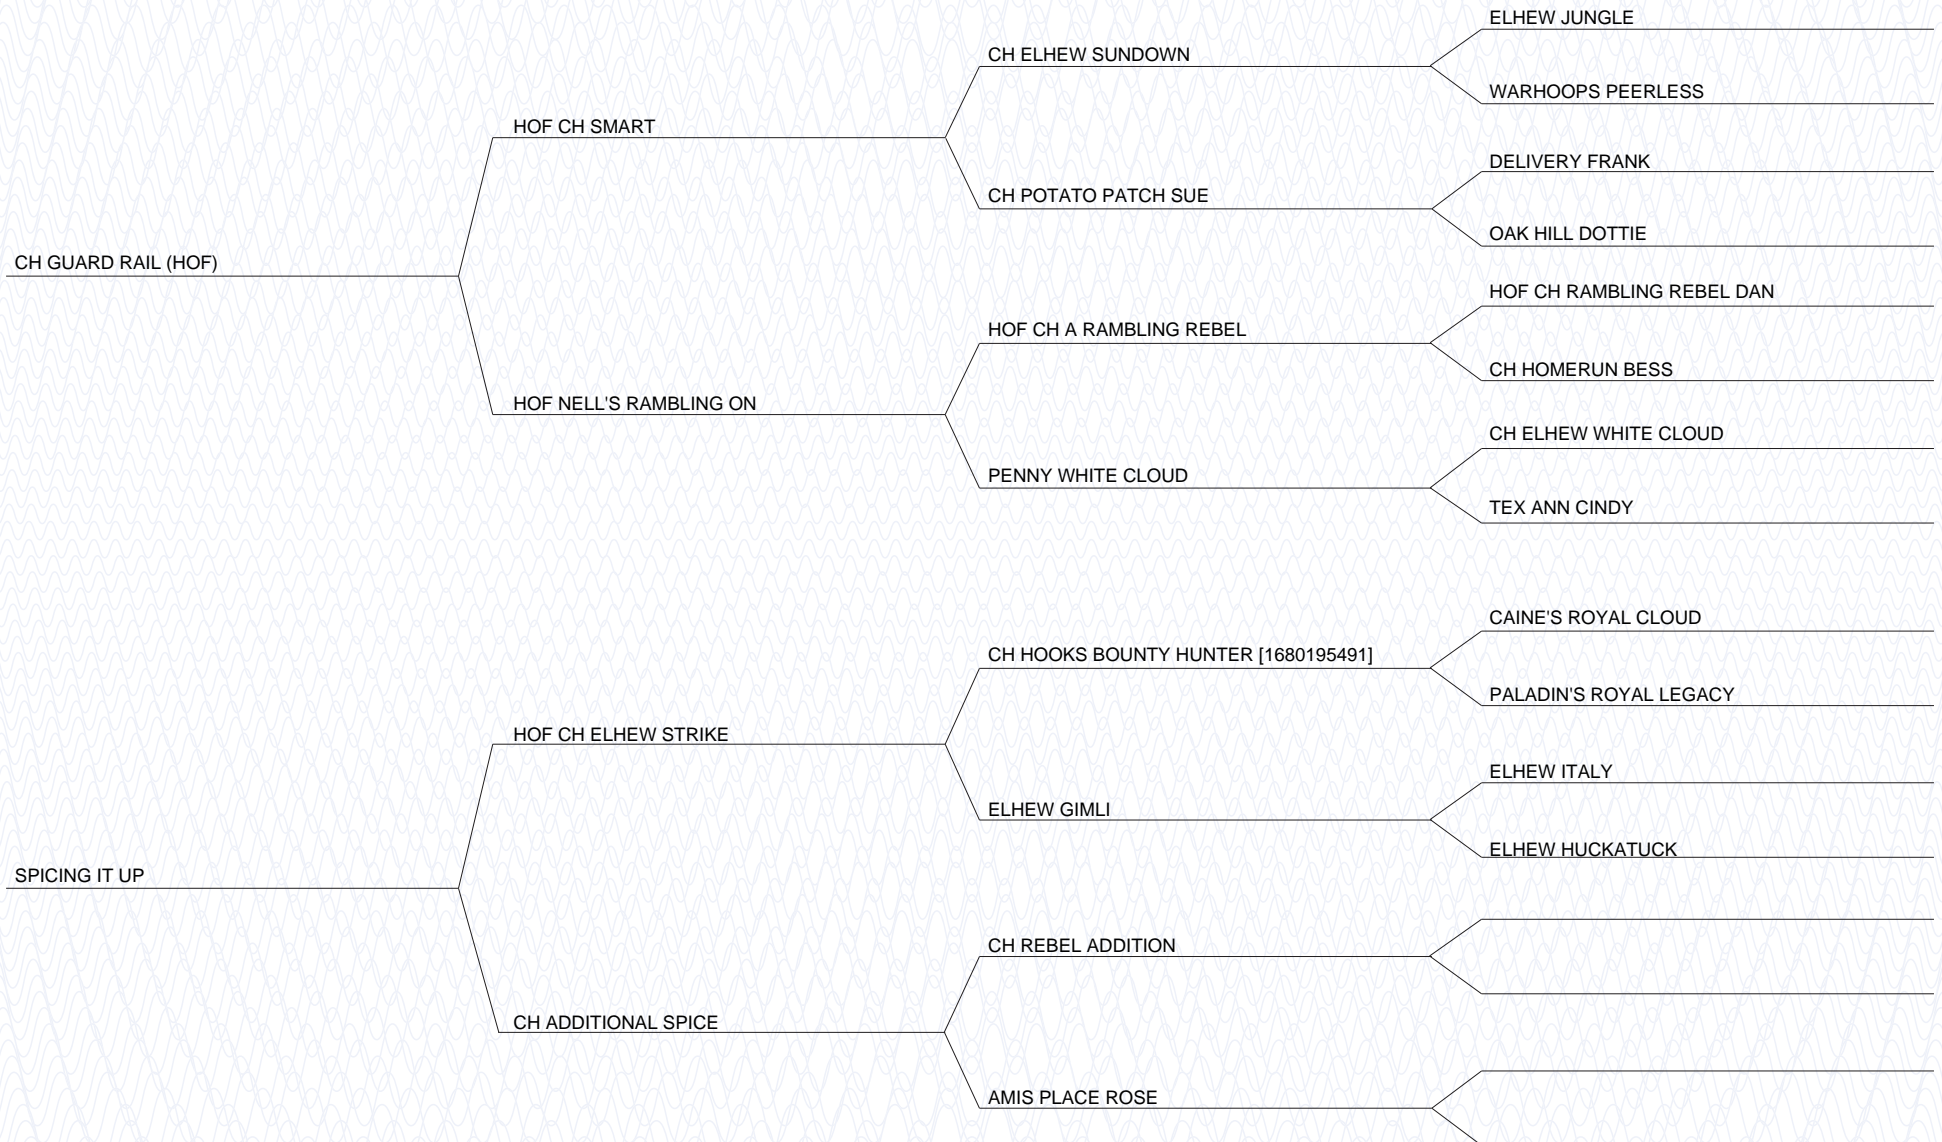 ELHEW JUNGLE
CH ELHEW SUNDOWN
WARHOOPS PEERLESS
HOF CH SMART
DELIVERY FRANK
CH POTATO PATCH SUE
OAK HILL DOTTIE
CH GUARD RAIL (HOF)
HOF CH RAMBLING REBEL DAN
HOF CH A RAMBLING REBEL
CH HOMERUN BESS
HOF NELL'S RAMBLING ON
CH ELHEW WHITE CLOUD
PENNY WHITE CLOUD
TEX ANN CINDY
CAINE'S ROYAL CLOUD
CH HOOKS BOUNTY HUNTER [1680195491]
PALADIN'S ROYAL LEGACY
HOF CH ELHEW STRIKE
ELHEW ITALY
ELHEW GIMLI
ELHEW HUCKATUCK
SPICING IT UP
CH REBEL ADDITION
CH ADDITIONAL SPICE
AMIS PLACE ROSE